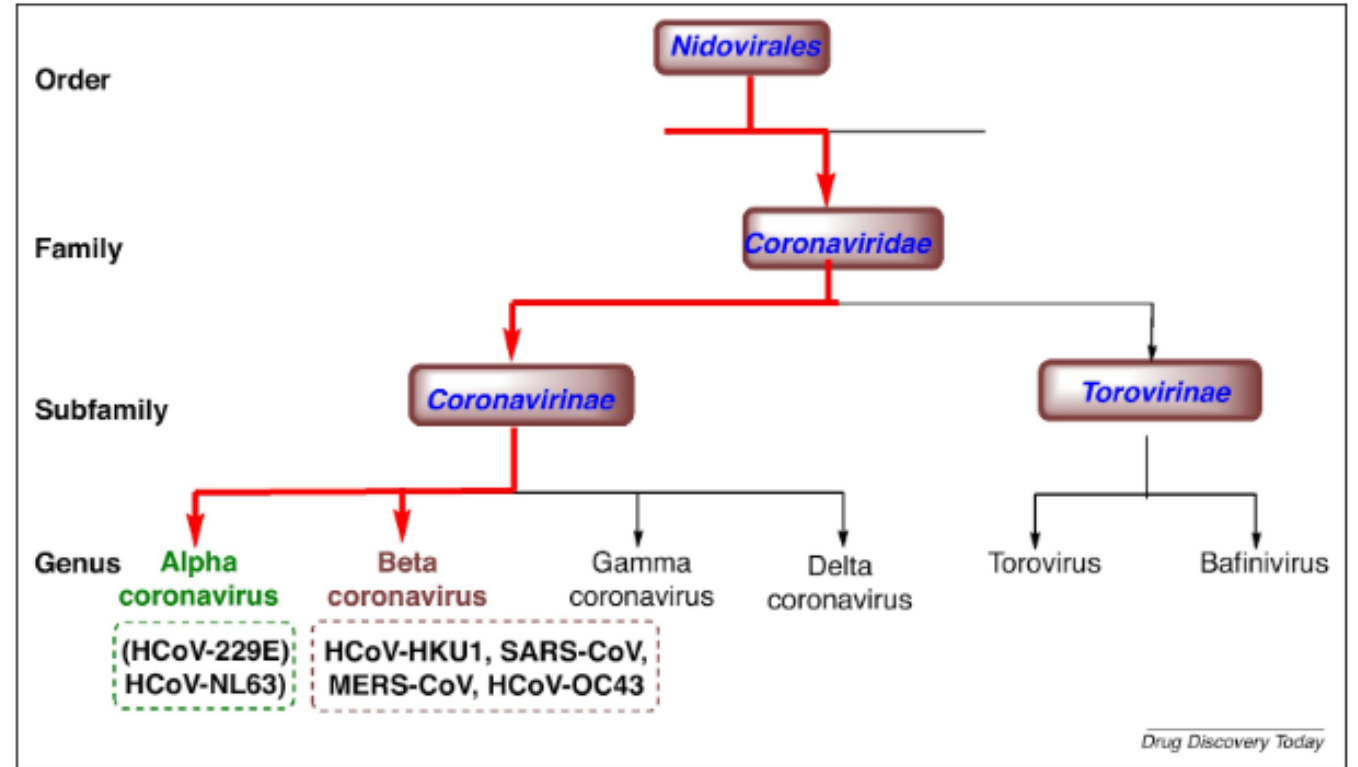 Nidovirales
Order
Coronaviridae
Family
Coronavirinae
Torovirinae
Subfamily
Genus
Alpha
coronavirus
Beta
coronavirus
Gamma
coronavirus
Delta
coronavirus
Torovirus
Bafinivirus
(HCoV-229E)
HCoV-NL63)
HCoV-HKU1, SARS-CoV,
MERS-CoV, HCoV-OC43
Drug Discovery Today